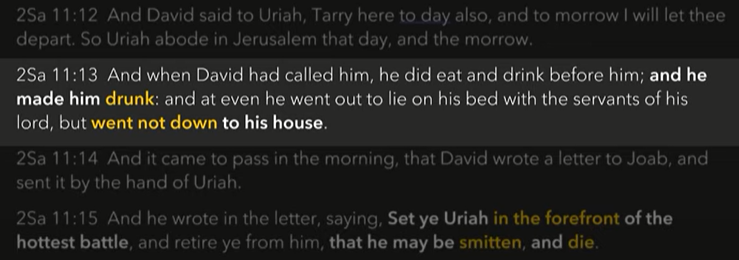 2Sa 11:12 And David said to Uriah, Tarry here to day also, and to morrow I will let thee
depart. So Uriah abode in Jerusalem that day, and the morrow.
2Sa 11:13 And when David had called him, he did eat and drink before him; and he
made him drunk: and at even he went out to lie on his bed with the servants of his
lord, but went not down to his house.
2Sa 11:14 And it came to pass in the morning, that David wrote a letter to Joab, and
sent it by the hand of Uriah.
2Sa 11:15 And he wrote in the letter, saying, Set ye Uriah in the forefront of the
hottest battle, and retire ye from him, that he may be smitten, and die.